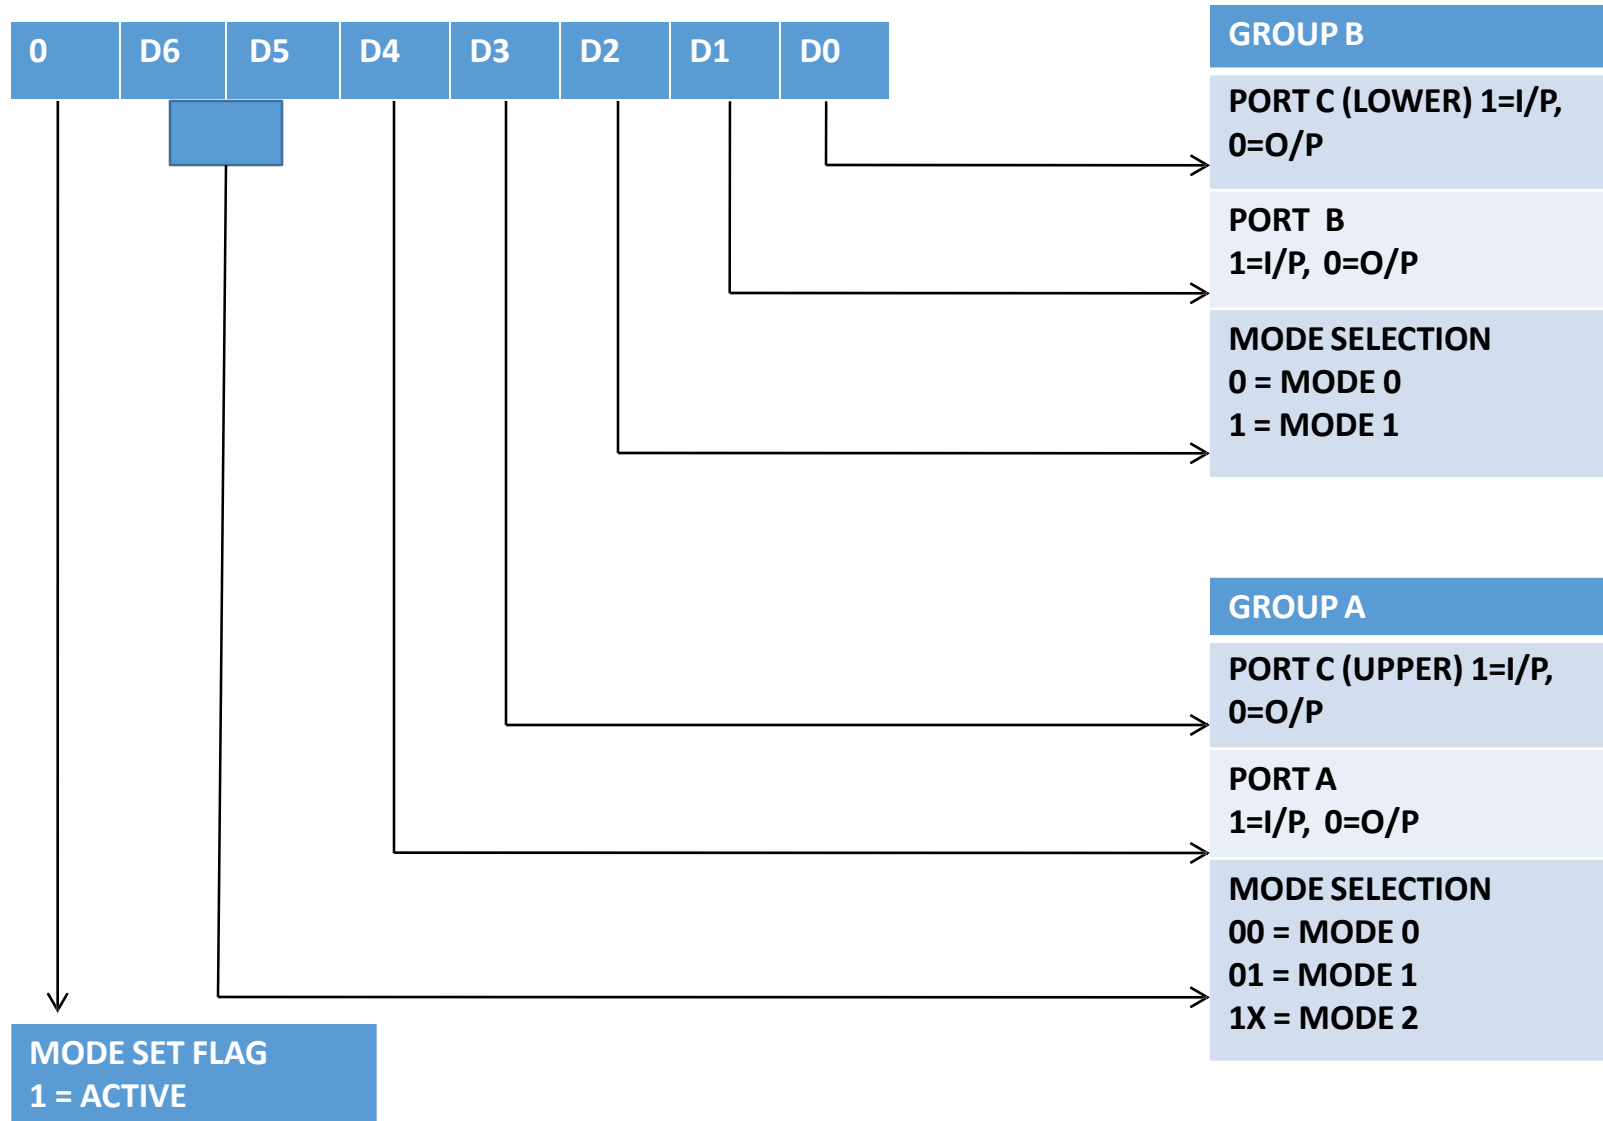 0 D6 D5 D4 D3 D2 D1 D0
GROUP B
PORT C (LOWER) 1=I/P,
0=O/P
PORT B
1=I/P, 0=O/P
MODE SELECTION
0 = MODE 0
1 = MODE 1
GROUP A
PORT C (UPPER) 1=I/P,
0=O/P
PORT A
1=I/P, 0=O/P
MODE SELECTION
00 = MODE 0
01 = MODE 1
1X = MODE 2
MODE SET FLAG
1 = ACTIVE